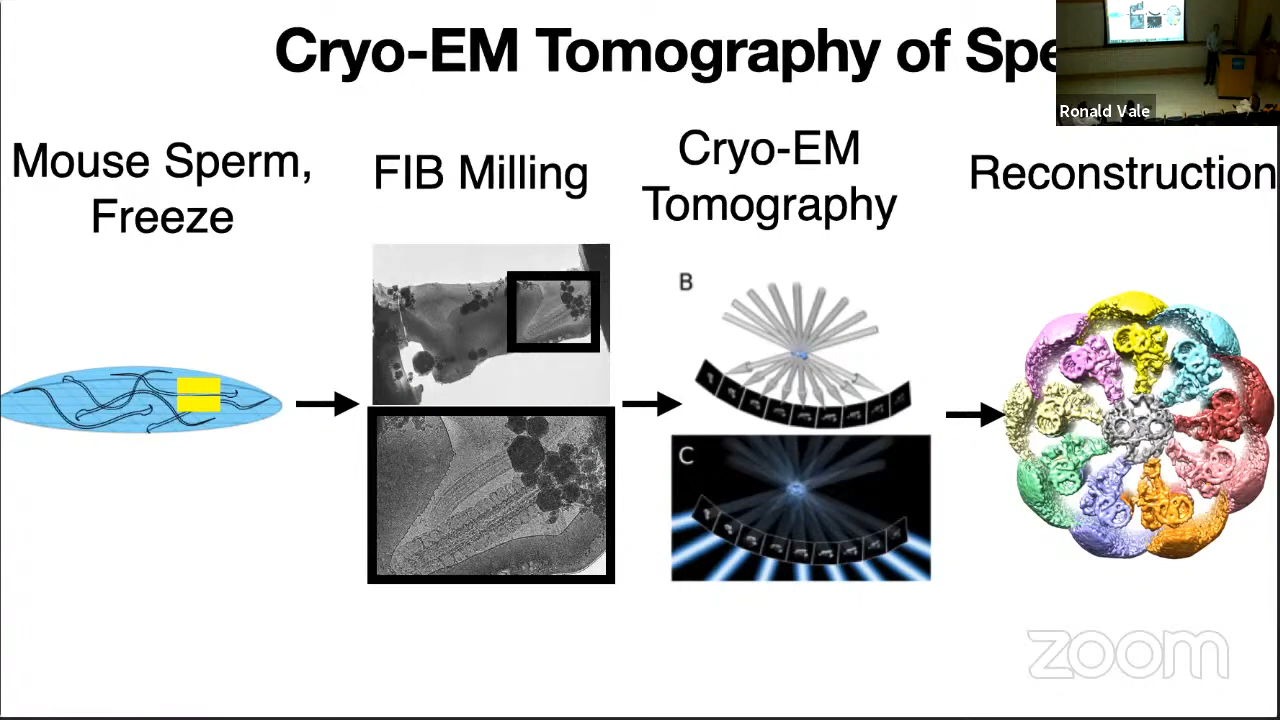 Cryo-EM Tomography of Spe
Ronald Vale
Mouse Sperm,
Freeze
FIB Milling
Cryo-EM
Tomography
Reconstruction
B
C
zoom